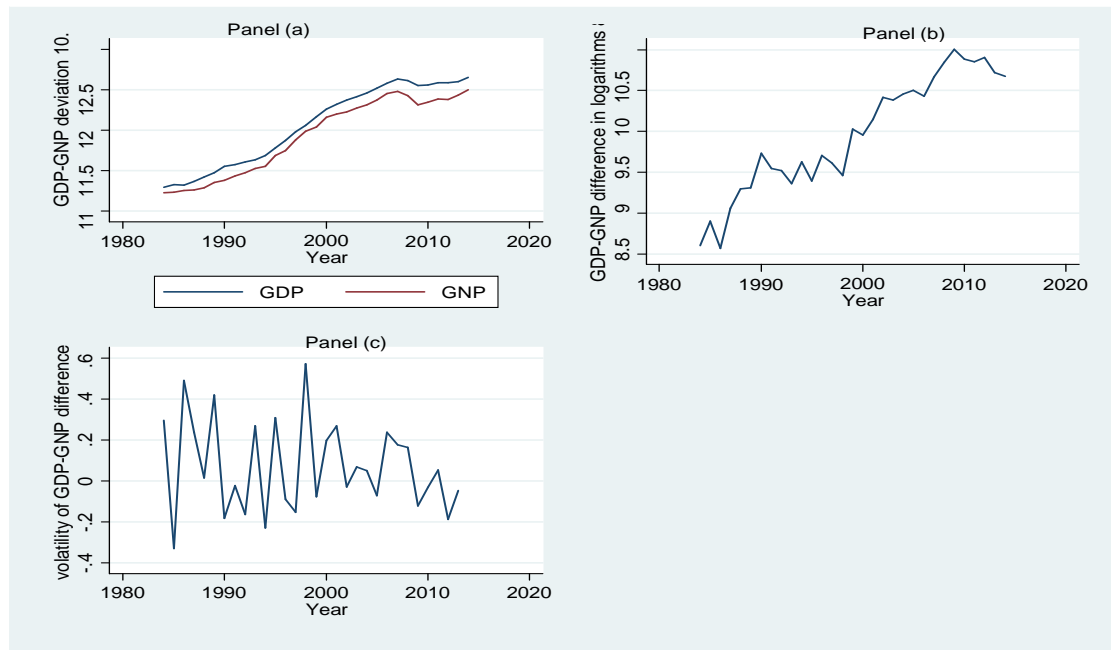 Panel (a)
GDP-GNP deviation 10.
12.5
12
11.5
11
1980 1990 2000 2010 2020
Year
GDP GNP
Panel (b)
GDP-GNP difference in logarithms
10.5
10
9.5
9
8.5
1980 1990 2000 2010 2020
Year
Panel (c)
volatility of GDP-GNP difference
.6
.4
.2
0
-.2
-.4
1980 1990 2000 2010 2020
Year